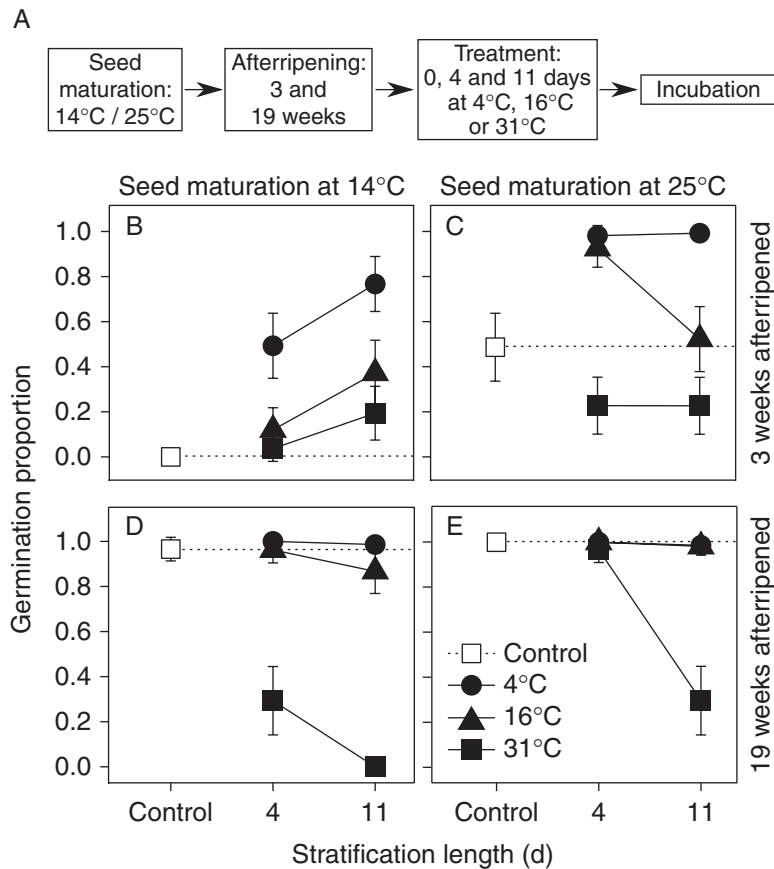 A
Seed
maturation:
14°C / 25°C
Afterripening:
3 and
19 weeks
Treatment:
0, 4 and 11 days
at 4°C, 16°C
or 31°C
Incubation
Seed maturation at 14°C
Seed maturation at 25°C
B
C
1.0
0.8
0.6
0.4
0.2
0.0
3 weeks afterripened
Germination proportion
D
E
1.0
0.8
0.6
0.4
0.2
0.0
Control
4°C
16°C
31°C
19 weeks afterripened
Control
4
11
Control
4
11
Stratification length (d)